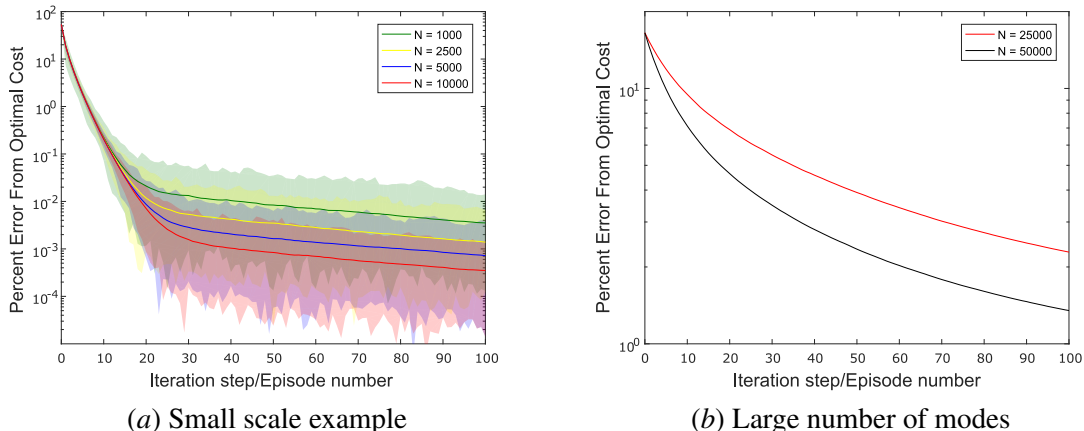 10^2
10^1
10^0
10^-1
10^-2
10^-3
10^-4
Percent Error From Optimal Cost
N = 1000
N = 2500
N = 5000
N = 10000
0 10 20 30 40 50 60 70 80 90 100
Iteration step/Episode number
(a) Small scale example
10^1
10^0
Percent Error From Optimal Cost
N = 25000
N = 50000
0 10 20 30 40 50 60 70 80 90 100
Iteration step/Episode number
(b) Large number of modes